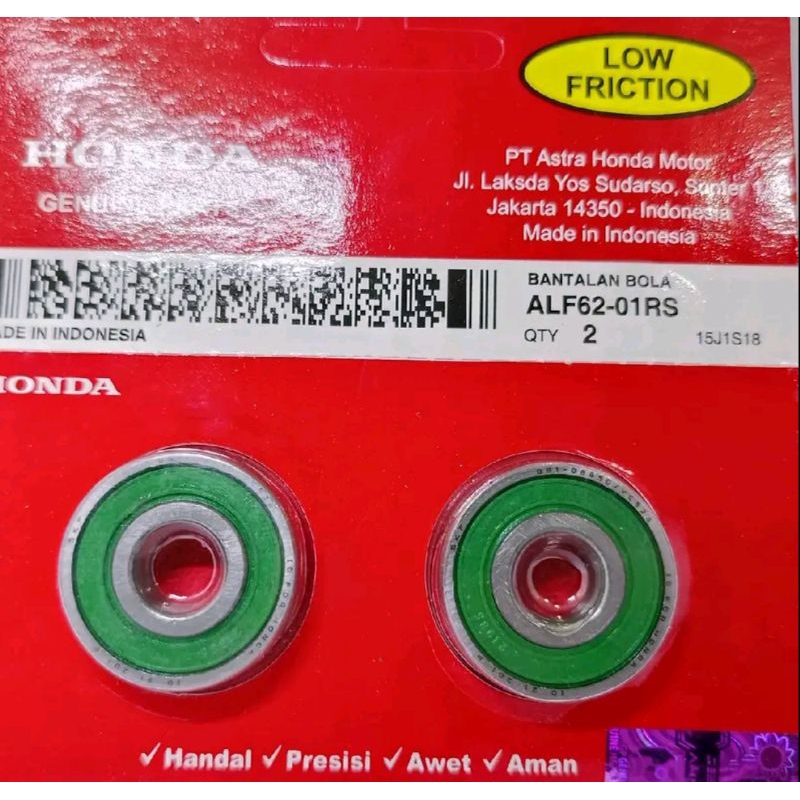 LOW
FRICTION
HONDA
PT Astra Honda Motor
Jl. Laksda Yos Sudarso, Sunter
Jakarta 14350 - Indonesia
Made in Indonesia
BANTALAN BOLA
ALF62-01RS
QTY 2
15J1S18
ADE IN INDONESIA
HONDA
✓Handal ✓Presisi ✓Awet ✓Aman